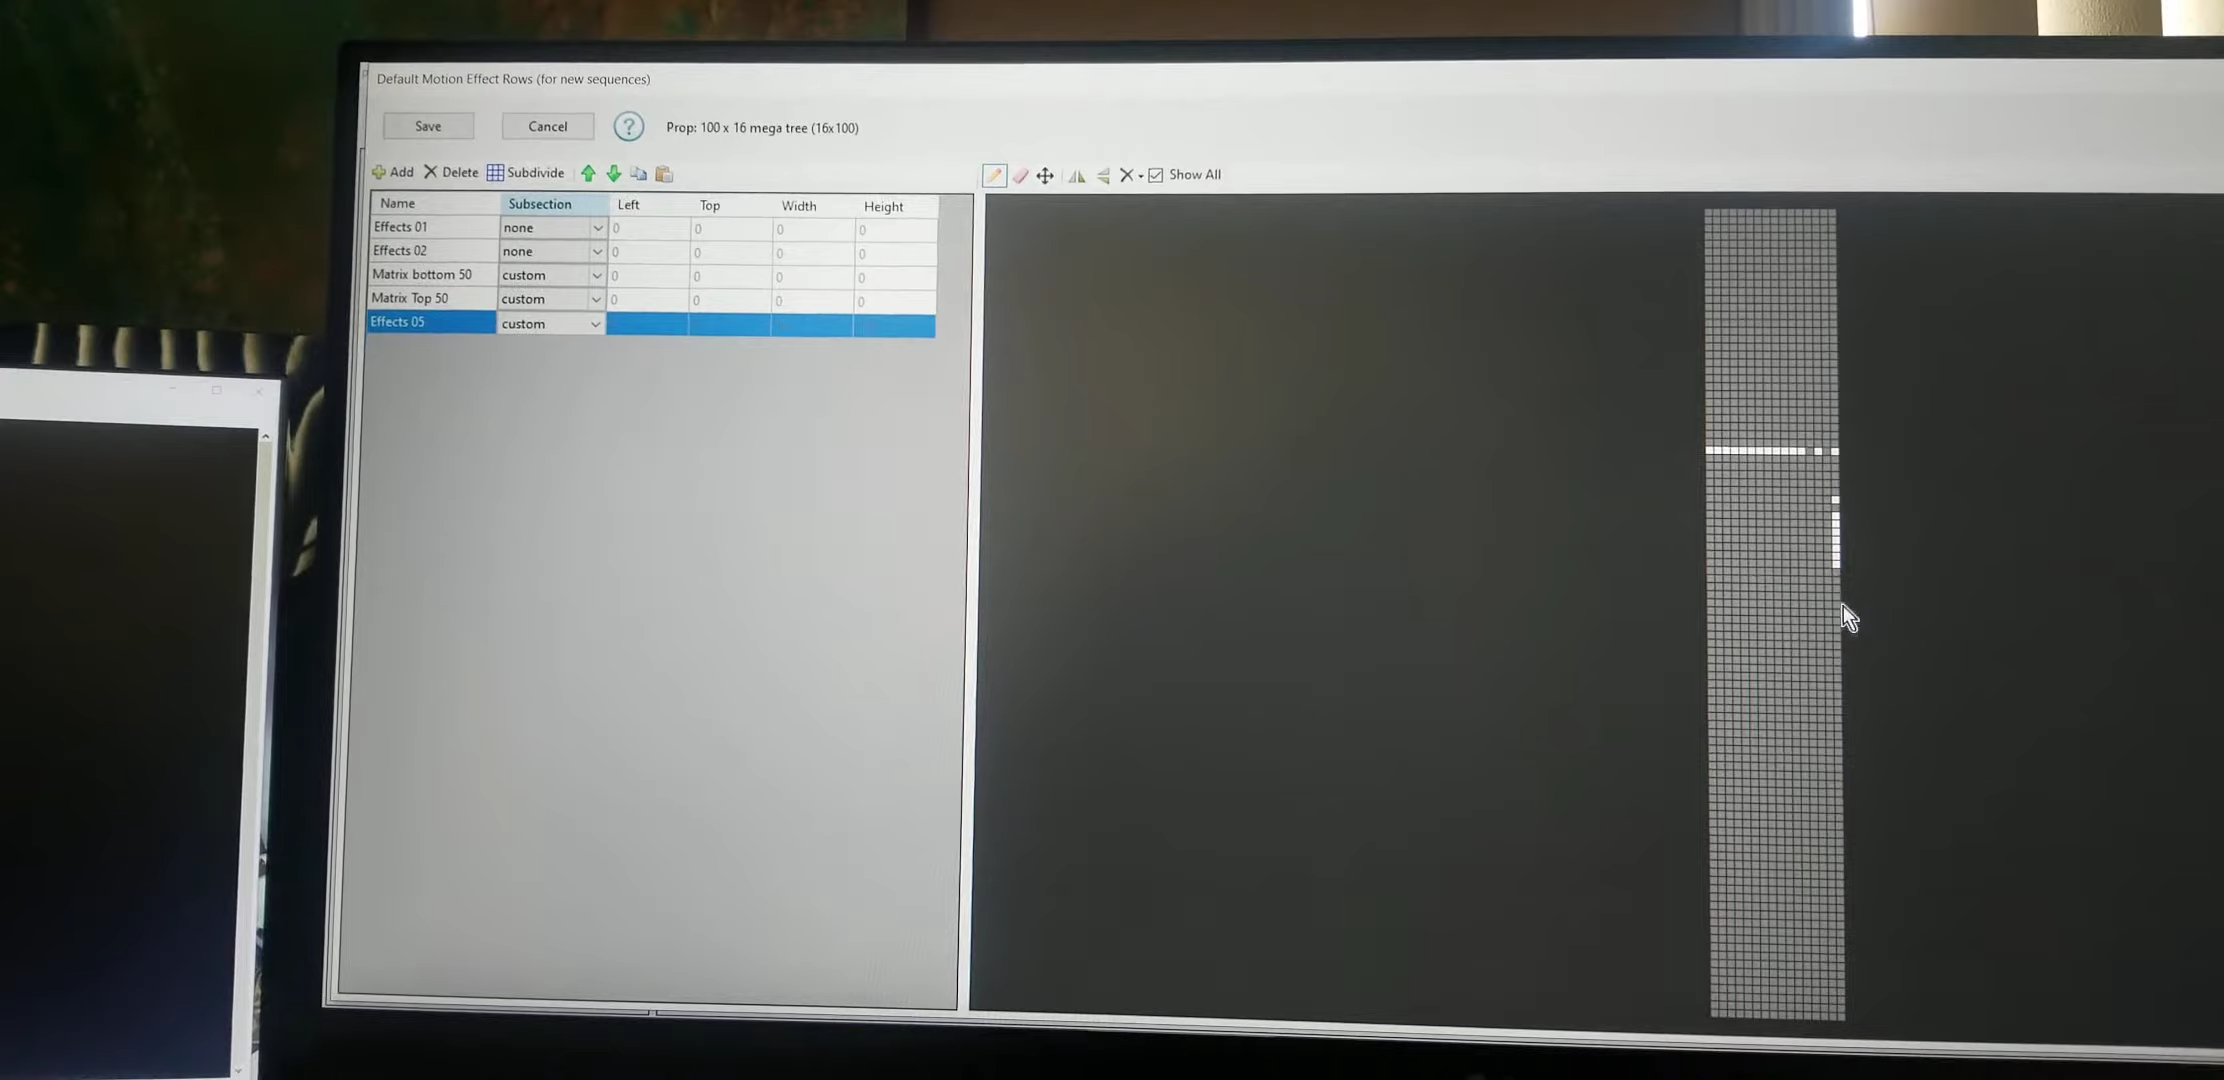 Default Motion Effect Rows (for new sequences)
Save Cancel ? Prop: 100 x 16 mega tree (16x100)
Add Delete Subdivide Show All
Name Subsection Left Top Width Height
Effects 01 none 0 0 0 0
Effects 02 none 0 0 0 0
Matrix bottom 50 custom 0 0 0 0
Matrix Top 50 custom 0 0 0 0
Effects 05 custom